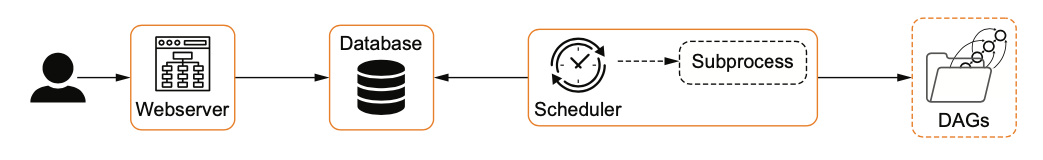 Webserver
Database
Scheduler
Subprocess
DAGs